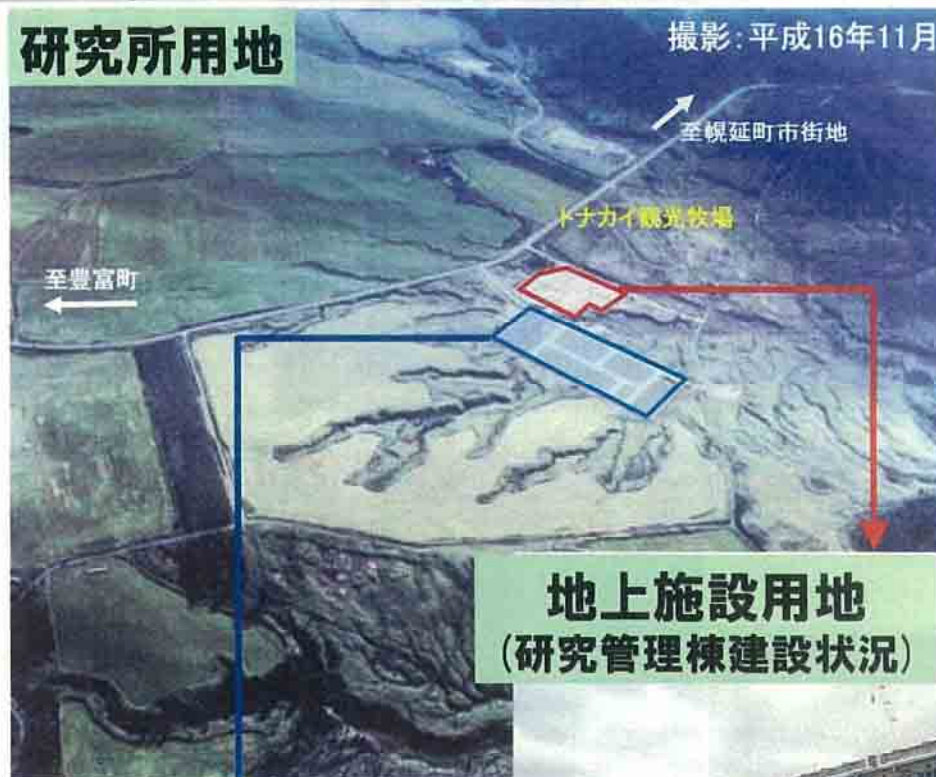 研究所用地
撮影:平成16年11月
至幌延町市街地
トナカイ観光牧場
至豊富町
地上施設用地
(研究管理棟建設状況)